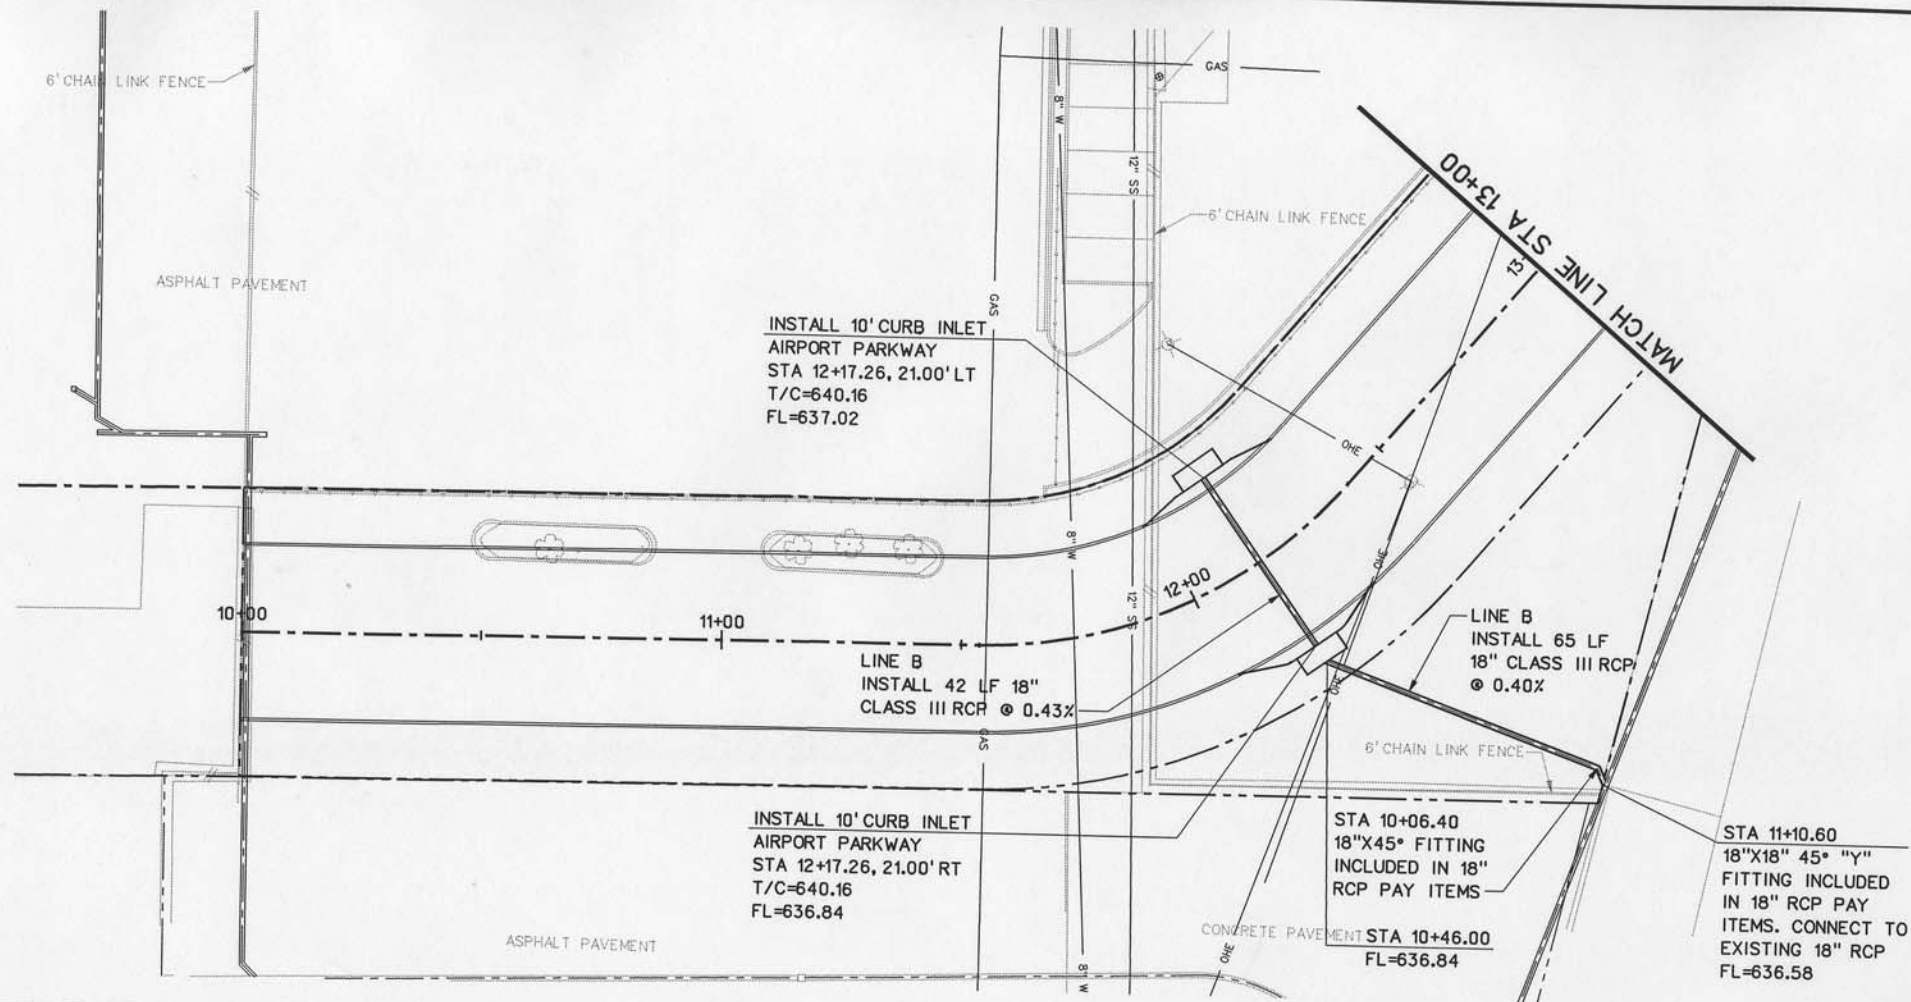 6' CHAIN LINK FENCE
GAS
8" W
12" SS
6' CHAIN LINK FENCE
MATCH LINE STA 13+00
13
ASPHALT PAVEMENT
GAS
INSTALL 10' CURB INLET
AIRPORT PARKWAY
STA 12+17.26, 21.00' LT
T/C=640.16
FL=637.02
OHE
8" W
12" SS
12+00
OHE
10+00
11+00
LINE B
INSTALL 42 LF 18"
CLASS III RCP @ 0.43%
GAS
OHE
LINE B
INSTALL 65 LF
18" CLASS III RCP
@ 0.40%
6' CHAIN LINK FENCE
INSTALL 10' CURB INLET
AIRPORT PARKWAY
STA 12+17.26, 21.00' RT
T/C=640.16
FL=636.84
STA 10+06.40
18"X45° FITTING
INCLUDED IN 18"
RCP PAY ITEMS
STA 11+10.60
18"X18" 45° "Y"
FITTING INCLUDED
IN 18" RCP PAY
ITEMS. CONNECT TO
EXISTING 18" RCP
FL=636.58
ASPHALT PAVEMENT
CONCRETE PAVEMENT
STA 10+46.00
FL=636.84
OHE
8" W